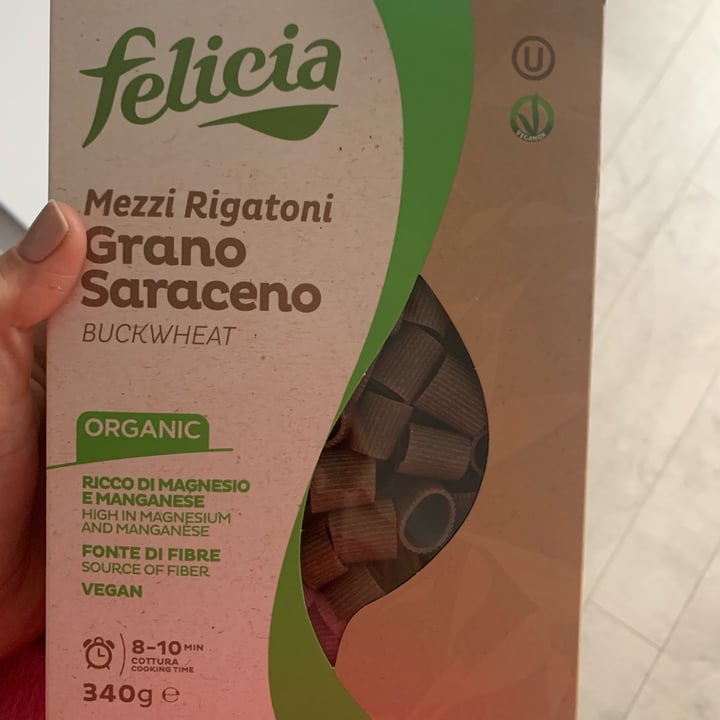 felicia
U
VEGANOK
Mezzi Rigatoni
Grano
Saraceno
BUCKWHEAT
ORGANIC
RICCO DI MAGNESIO
E MANGANESE
HIGH IN MAGNESIUM
AND MANGANESE
FONTE DI FIBRE
SOURCE OF FIBER
VEGAN
8-10 MIN
COTTURA
COOKING TIME
340g ℮